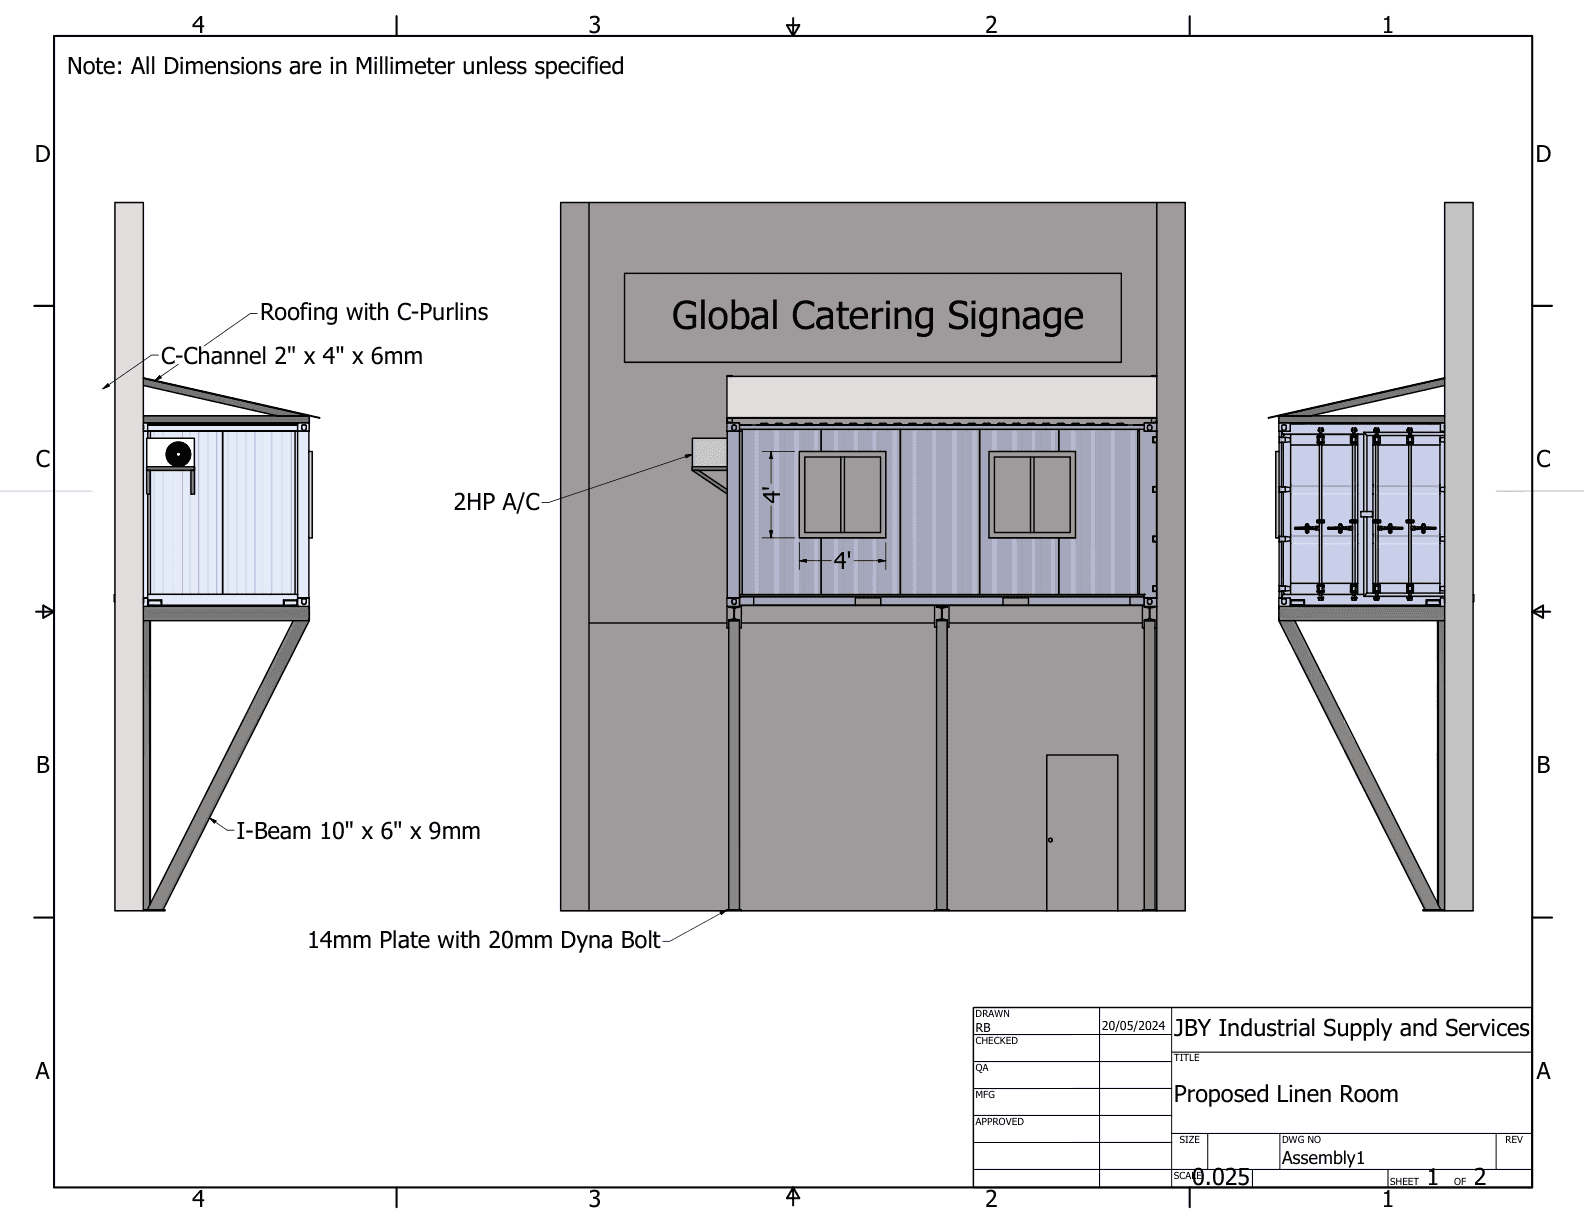 4 3 2 1
Note: All Dimensions are in Millimeter unless specified
D D
Roofing with C-Purlins
C-Channel 2" x 4" x 6mm
Global Catering Signage
C C
2HP A/C
4'
4'
B B
I-Beam 10" x 6" x 9mm
14mm Plate with 20mm Dyna Bolt
A A
DRAWN
RB
20/05/2024
CHECKED
QA
MFG
APPROVED
JBY Industrial Supply and Services
TITLE
Proposed Linen Room
SIZE
DWG NO
Assembly1
REV
SCALE
0.025
SHEET 1 OF 2
4 3 2 1